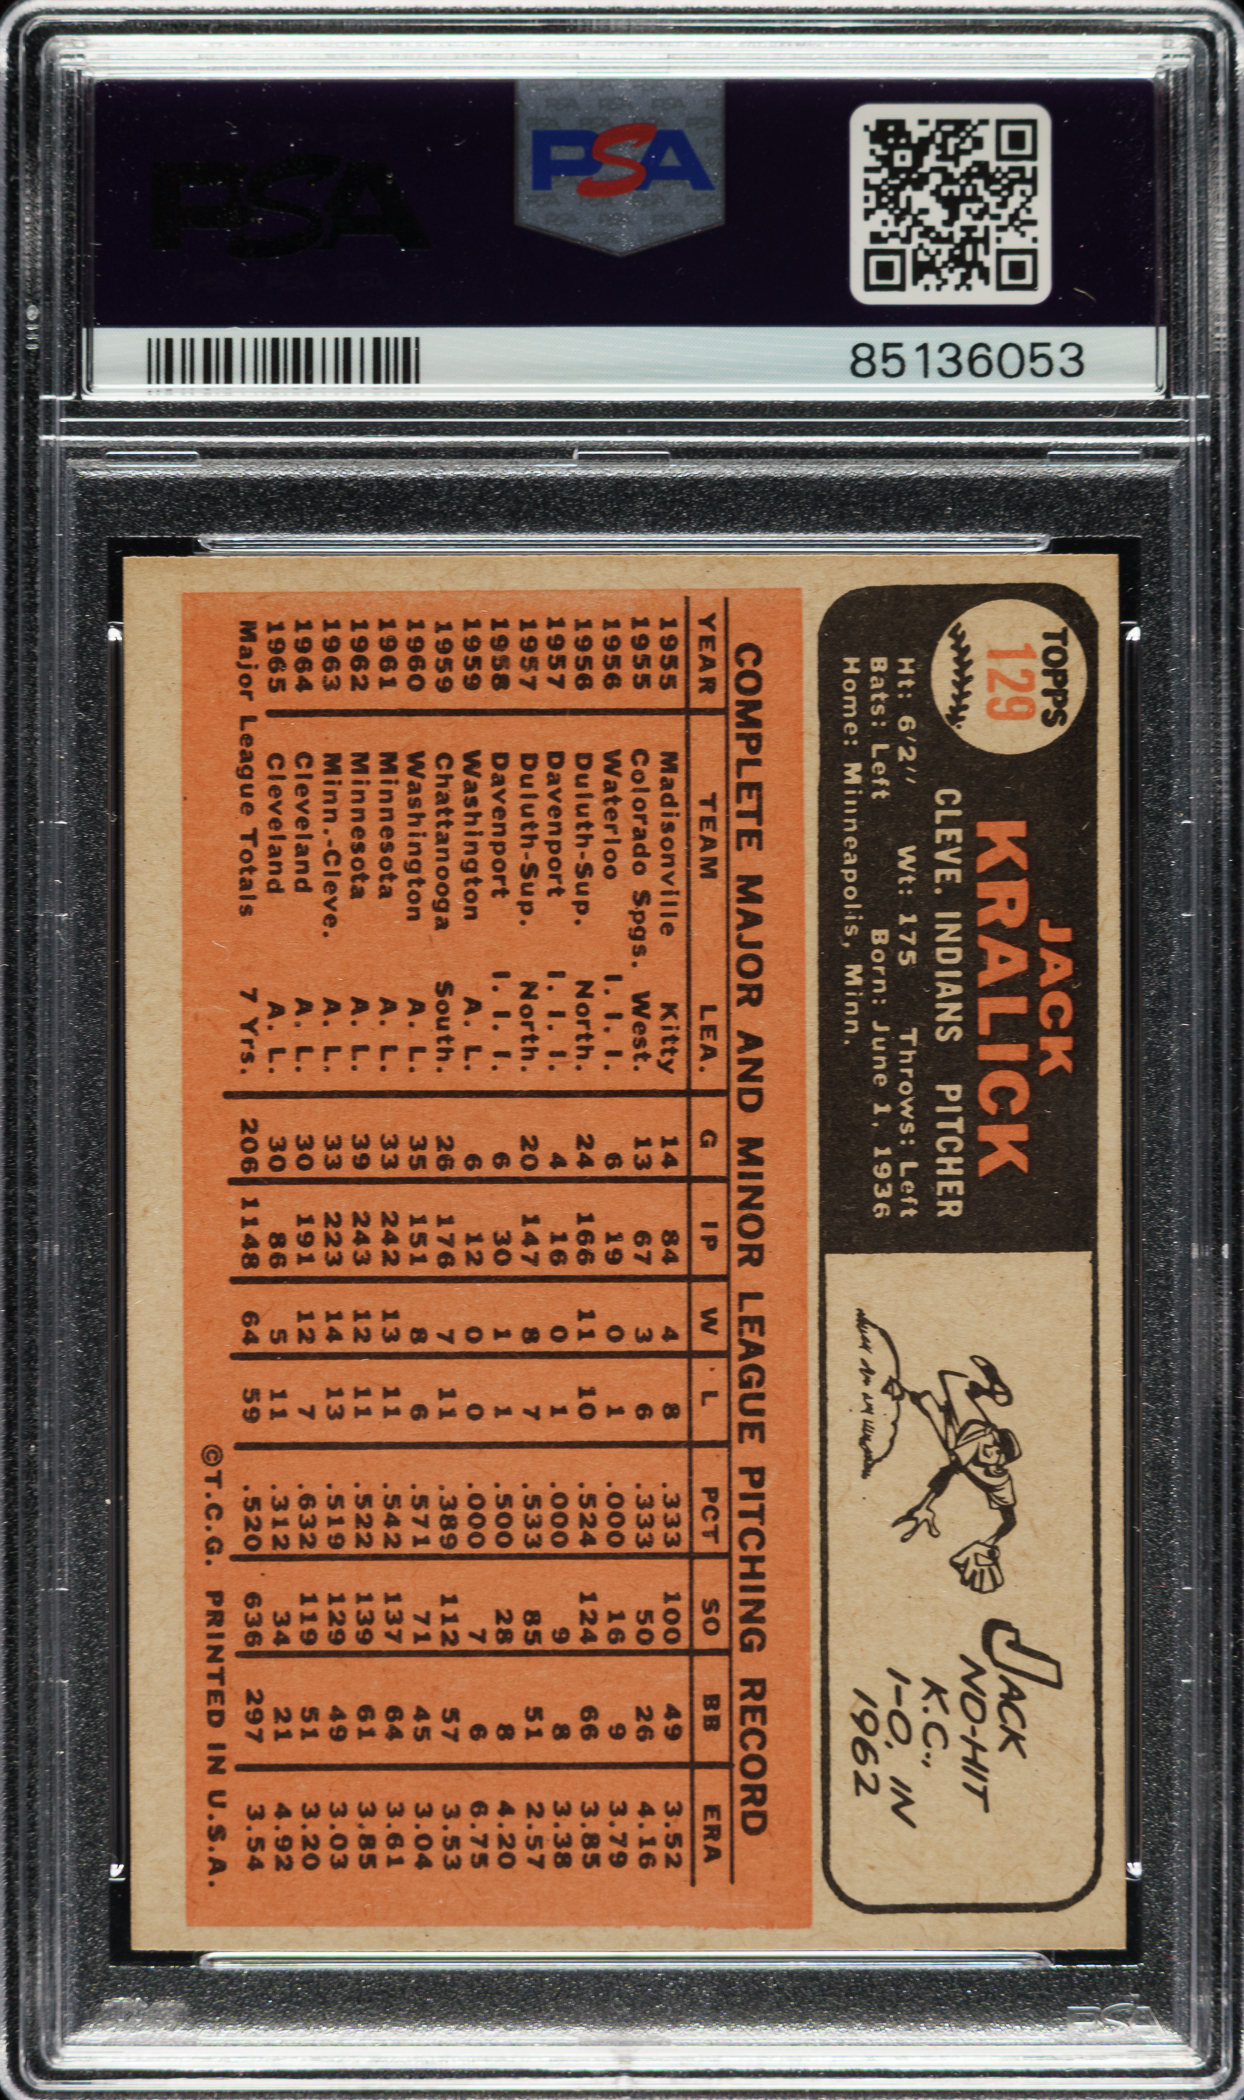 PSA
PSA
85136053
TOPPS
129
JACK
KRALICK
CLEVE. INDIANS PITCHER
Ht: 6'2" Wt: 175 Throws: Left
Bats: Left Born: June 1, 1936
Home: Minneapolis, Minn.
JACK
NO-HIT
K.C.,
1-0, IN
1962
COMPLETE MAJOR AND MINOR LEAGUE PITCHING RECORD
YEAR TEAM LEA. G IP W L PCT SO BB ERA
1955 Madisonville Kitty 14 84 4 8 .333 100 49 3.52
1955 Colorado Spgs. West. 13 67 3 6 .333 50 26 4.16
1956 Waterloo I. I. I. 6 19 0 1 .000 16 9 3.79
1956 Duluth-Sup. North. 24 166 11 10 .524 124 66 3.85
1957 Davenport I. I. I. 4 16 0 1 .000 9 8 3.38
1957 Duluth-Sup. North. 20 147 8 7 .533 85 51 2.57
1958 Davenport I. I. I. 6 30 1 1 .500 28 8 4.20
1959 Washington A. L. 6 12 0 0 .000 7 6 6.75
1959 Chattanooga South. 26 176 7 11 .389 112 57 3.53
1960 Washington A. L. 35 151 8 6 .571 71 45 3.04
1961 Minnesota A. L. 33 242 13 11 .542 137 64 3.61
1962 Minnesota A. L. 39 243 12 11 .522 139 61 3.85
1963 Minn.-Cleve. A. L. 33 223 14 13 .519 129 49 3.03
1964 Cleveland A. L. 30 191 12 7 .632 119 51 3.20
1965 Cleveland A. L. 30 86 5 11 .312 34 21 4.92
Major League Totals 7 Yrs. 206 1148 64 59 .520 636 297 3.54
©T.C.G. PRINTED IN U.S.A.
PSA